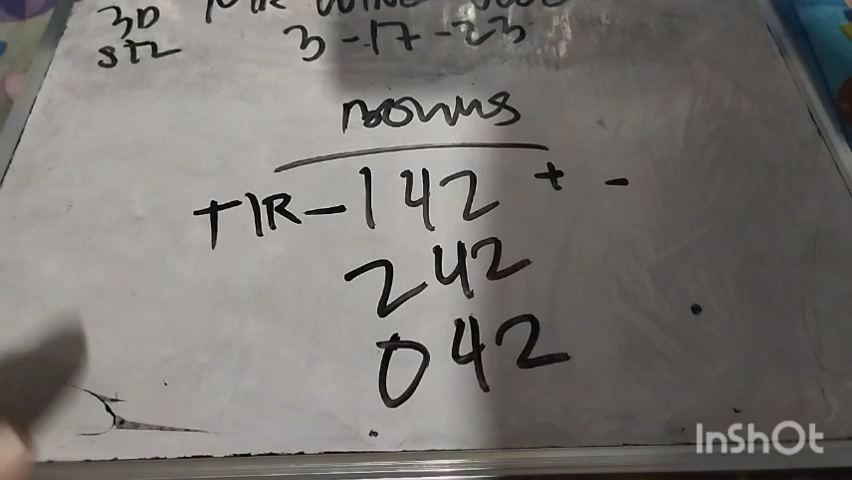 3D
STL 3-17-23
BONUS
TIR-142 + -
242
042
InShOt